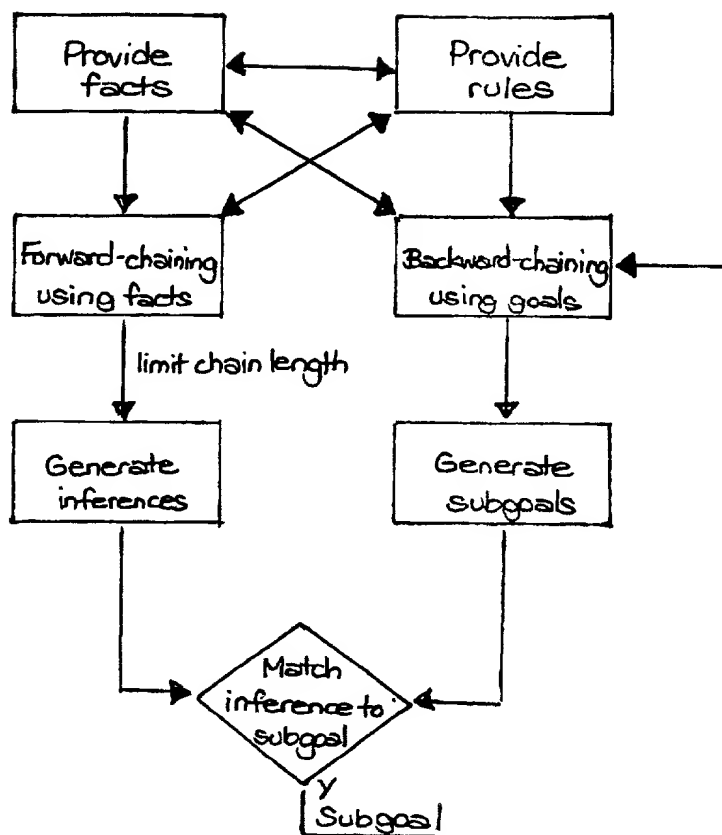 Provide
facts
Provide
rules
Forward-chaining
using facts
Backward-chaining
using goals
limit chain length
Generate
inferences
Generate
subgoals
Match
inference to
subgoal
Y
Subgoal